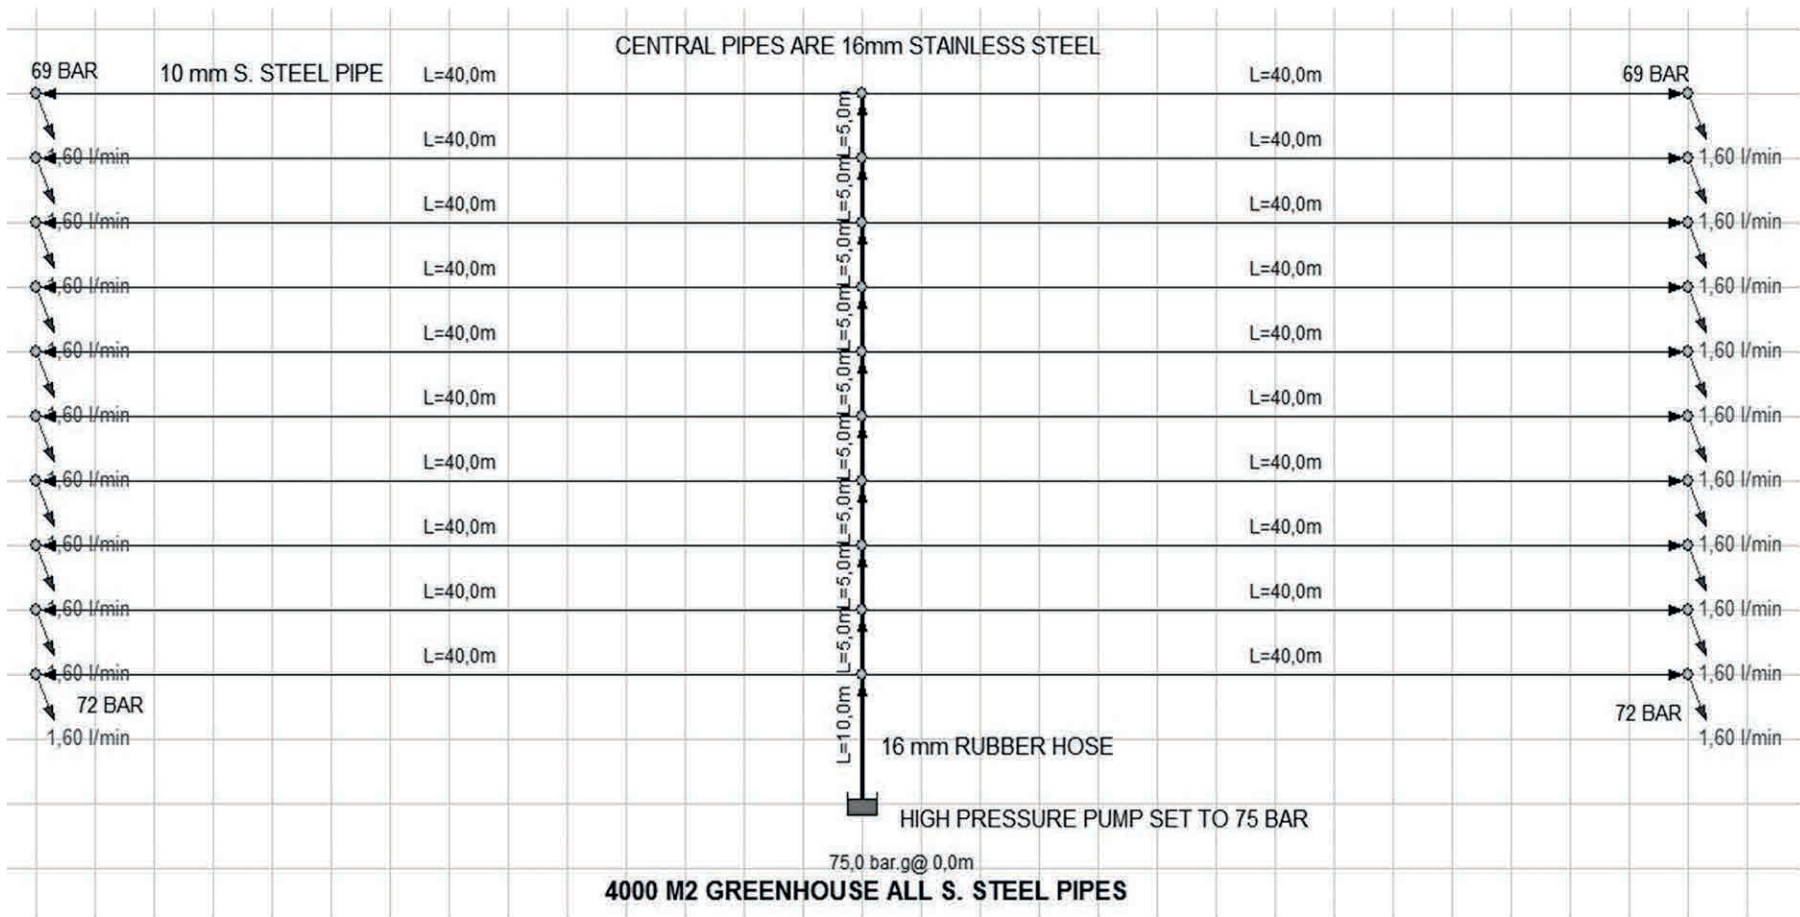 CENTRAL PIPES ARE 16mm STAINLESS STEEL
69 BAR
10 mm S. STEEL PIPE
L=40,0m
L=40,0m
69 BAR
L=5,0m
L=40,0m
L=40,0m
1,60 l/min
1,60 l/min
L=5,0m
L=40,0m
L=40,0m
1,60 l/min
1,60 l/min
L=5,0m
L=40,0m
L=40,0m
1,60 l/min
1,60 l/min
L=5,0m
L=40,0m
L=40,0m
1,60 l/min
1,60 l/min
L=5,0m
L=40,0m
L=40,0m
1,60 l/min
1,60 l/min
L=5,0m
L=40,0m
L=40,0m
1,60 l/min
1,60 l/min
L=5,0m
L=40,0m
L=40,0m
1,60 l/min
1,60 l/min
L=5,0m
L=40,0m
L=40,0m
1,60 l/min
1,60 l/min
L=5,0m
L=40,0m
L=40,0m
1,60 l/min
1,60 l/min
72 BAR
L=10,0m
72 BAR
1,60 l/min
16 mm RUBBER HOSE
1,60 l/min
HIGH PRESSURE PUMP SET TO 75 BAR
75,0 bar.g@ 0,0m
4000 M2 GREENHOUSE ALL S. STEEL PIPES